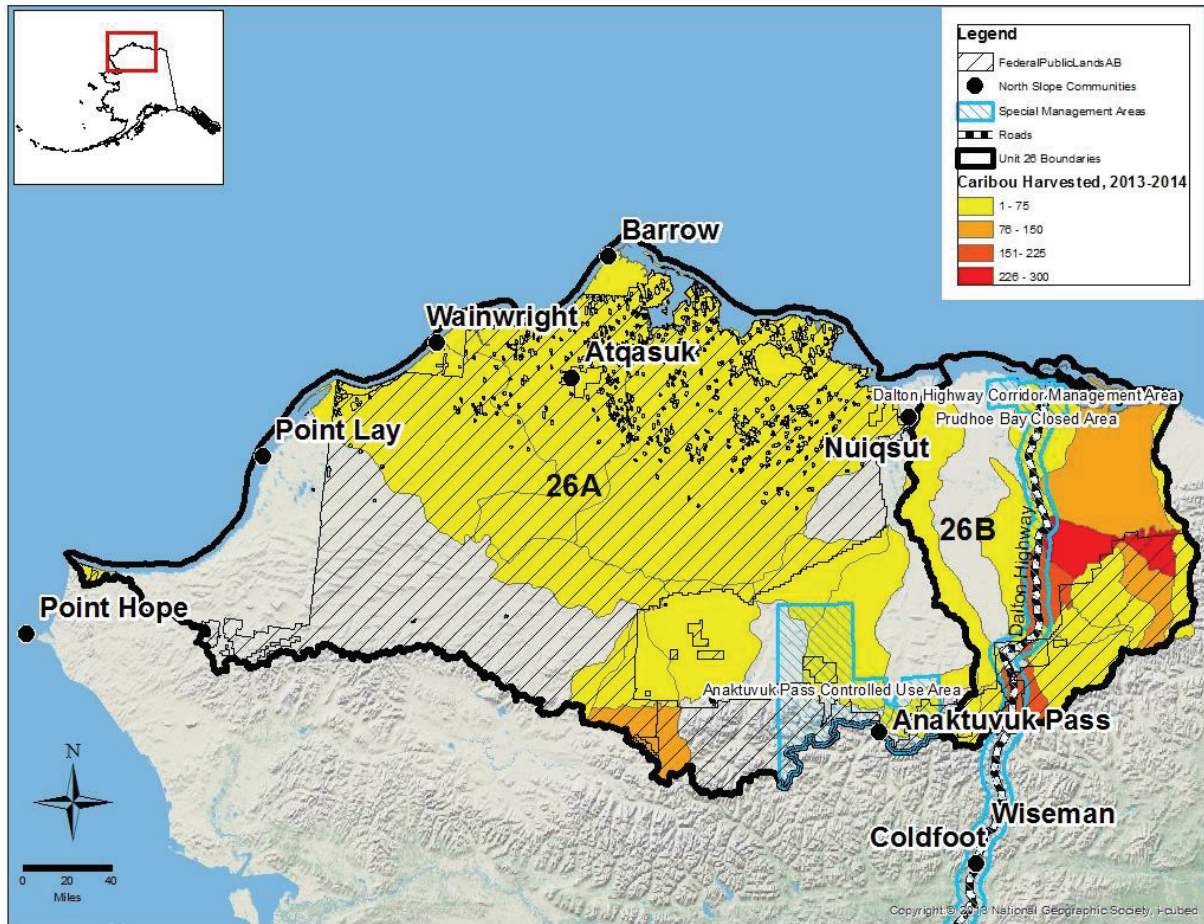 Legend
FederalPublicLandsAB
North Slope Communities
Special Management Areas
Roads
Unit 26 Boundaries
Caribou Harvested, 2013-2014
1 - 75
76 - 150
151- 225
226 - 300
Barrow
Wainwright
Atqasuk
Dalton Highway Corridor Management Area
Prudhoe Bay Closed Area
Point Lay
Nuiqsut
26A
26B
Dalton Highway
Point Hope
Anaktuvuk Pass Controlled Use Area
Anaktuvuk Pass
N
Wiseman
Coldfoot
0 20 40
Miles
Copyright © 2013 National Geographic Society, i-cubed